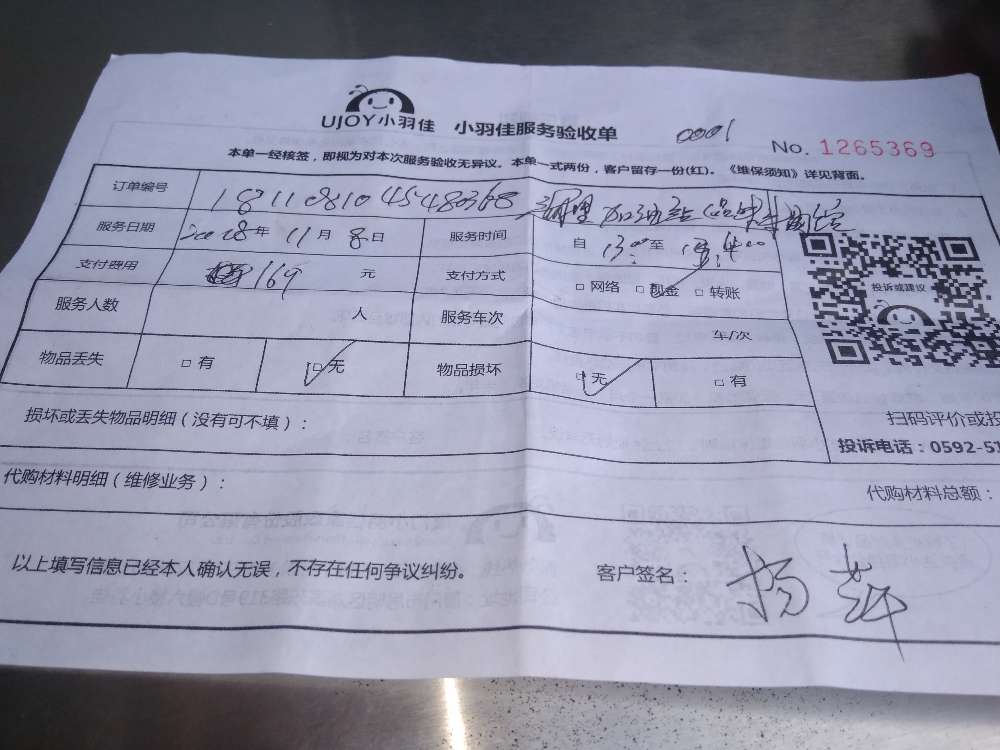 UJOY小羽佳 小羽佳服务验收单 0001 No. 1265369
本单一经核签，即视为对本次服务验收无异议。本单一式两份，客户留存一份(红)。《维保须知》详见背面。
订单编号 1811081045480368 加油站
服务日期 2018年 11月 8日 服务时间 自 13:00 至
支付费用 169 元 支付方式 □网络 □现金 □转账
服务人数 人 服务车次 车/次
物品丢失 □有 □无 物品损坏 □无 □有
投诉或建议
损坏或丢失物品明细（没有可不填）：
扫码评价或投
投诉电话：0592-51
代购材料明细（维修业务）：
代购材料总额：
以上填写信息已经本人确认无误，不存在任何争议纠纷。 客户签名： 杨